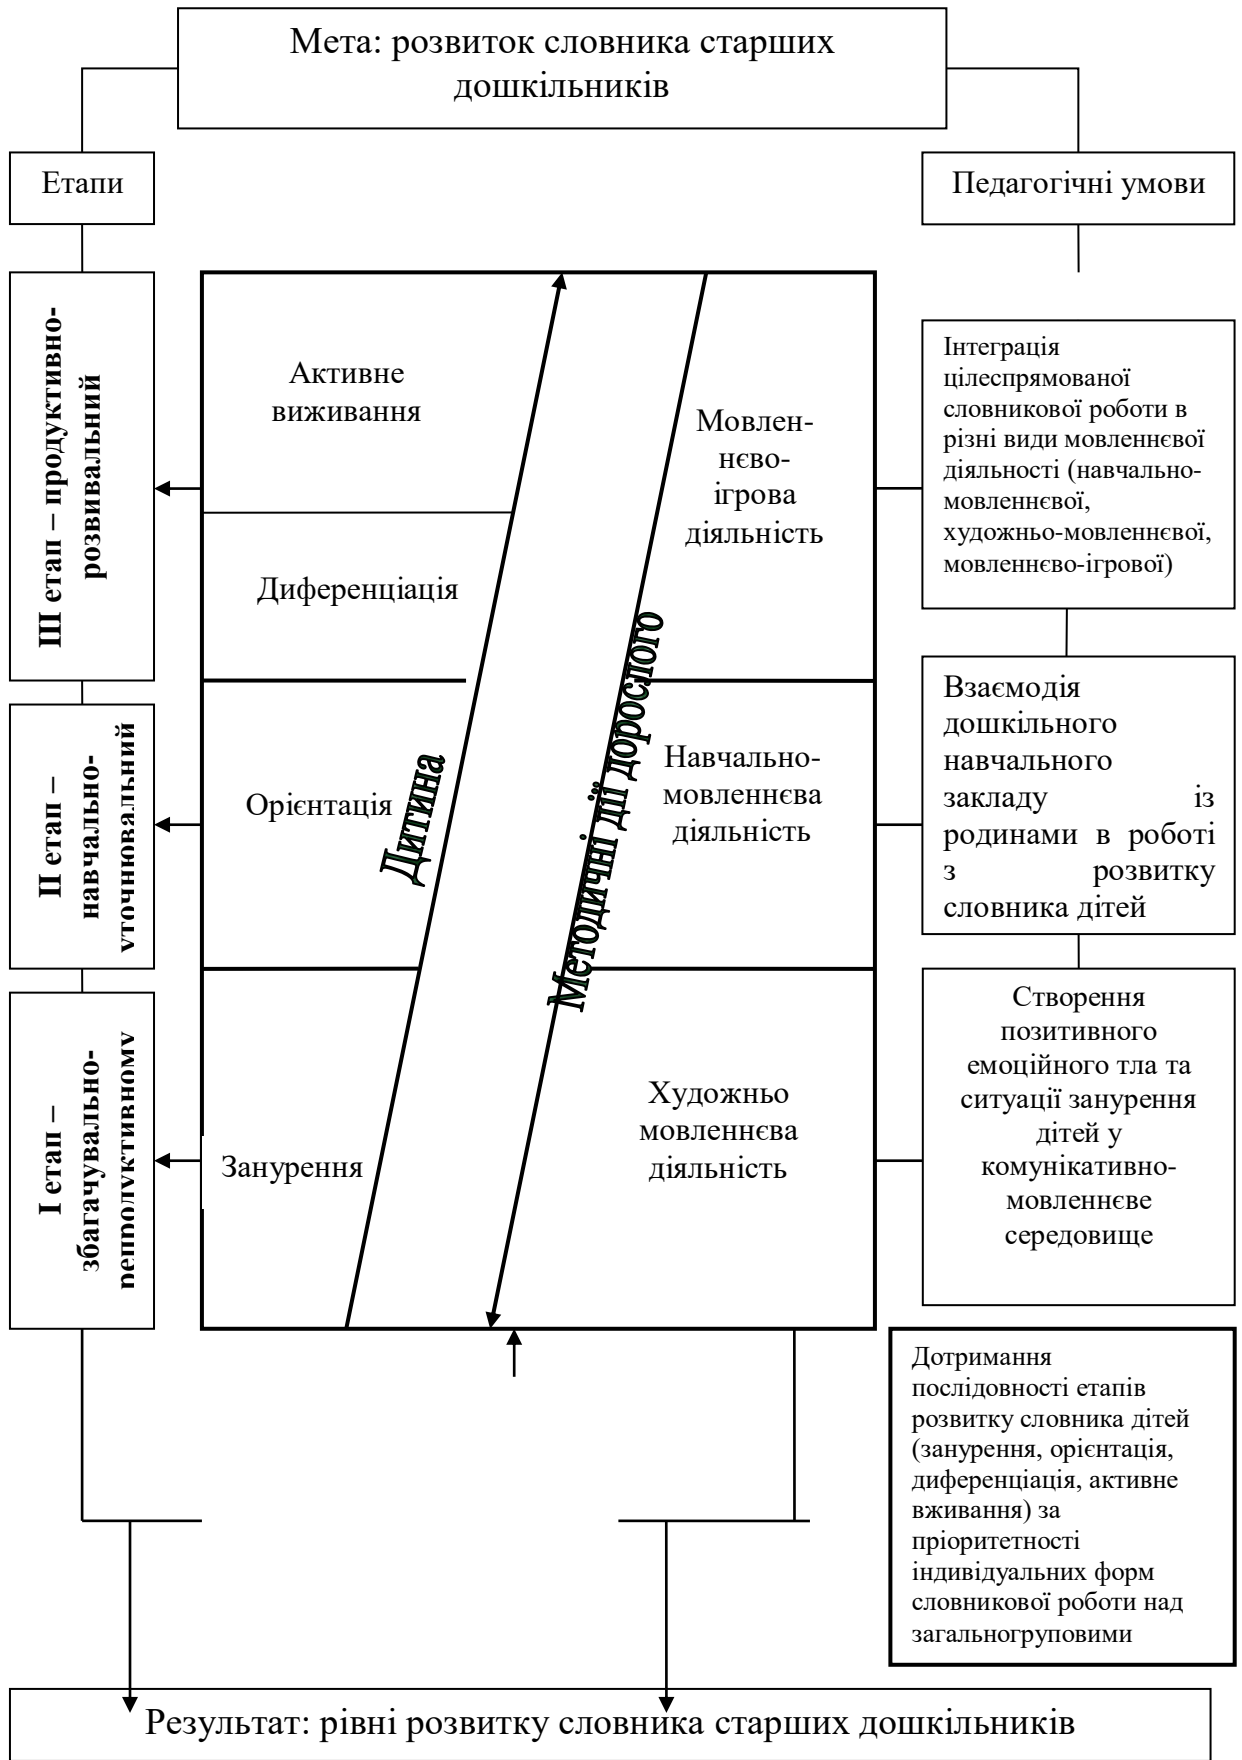 Мета: розвиток словника старших
дошкільників
Етапи
Педагогічні умови
ІІІ етап – продуктивно-
розвивальний
Активне
виживання
Мовлен-
нєво-
ігрова
діяльність
Інтеграція
цілеспрямованої
словникової роботи в
різні види мовленнєвої
діяльності (навчально-
мовленнєвої,
художньо-мовленнєвої,
мовленнєво-ігрової)
Диференціація
ІІ етап –
навчально-
уточнювальний
Орієнтація
Дитина
Методичні дії дорослого
Навчально-
мовленнєва
діяльність
Взаємодія
дошкільного
навчального
закладу із
родинами в роботі
з розвитку
словника дітей
І етап –
збагачувально-
репродуктивному
Занурення
Художньо
мовленнєва
діяльність
Створення
позитивного
емоційного тла та
ситуації занурення
дітей у
комунікативно-
мовленнєве
середовище
Дотримання
послідовності етапів
розвитку словника дітей
(занурення, орієнтація,
диференціація, активне
вживання) за
пріоритетності
індивідуальних форм
словникової роботи над
загальногруповими
Результат: рівні розвитку словника старших дошкільників